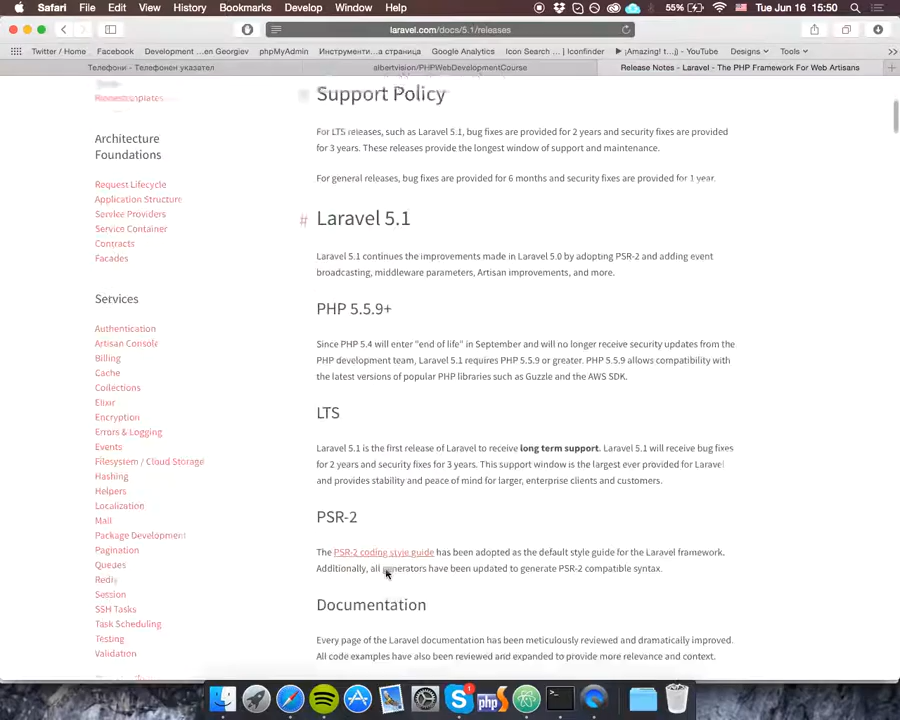 Safari File Edit View History Bookmarks Develop Window Help 55% Tue Jun 16 15:50
laravel.com/docs/5.1/releases
Twitter / Home Facebook Development ...en Georgiev phpMyAdmin Инструменти...а страница Google Analytics Icon Search ... | Iconfinder ▶ ¡Amazing! t) - YouTube Designs Tools >>
Телефони - Телефонен указател albertvision/PHPWebDevelopmentCourse Release Notes - Laravel - The PHP Framework For Web Artisans +
Support Policy
For LTS releases, such as Laravel 5.1, bug fixes are provided for 2 years and security fixes are provided
for 3 years. These releases provide the longest window of support and maintenance.
For general releases, bug fixes are provided for 6 months and security fixes are provided for 1 year.
# Laravel 5.1
Laravel 5.1 continues the improvements made in Laravel 5.0 by adopting PSR-2 and adding event
broadcasting, middleware parameters, Artisan improvements, and more.
PHP 5.5.9+
Since PHP 5.4 will enter "end of life" in September and will no longer receive security updates from the
PHP development team, Laravel 5.1 requires PHP 5.5.9 or greater. PHP 5.5.9 allows compatibility with
the latest versions of popular PHP libraries such as Guzzle and the AWS SDK.
LTS
Laravel 5.1 is the first release of Laravel to receive long term support. Laravel 5.1 will receive bug fixes
for 2 years and security fixes for 3 years. This support window is the largest ever provided for Laravel
and provides stability and peace of mind for larger, enterprise clients and customers.
PSR-2
The PSR-2 coding style guide has been adopted as the default style guide for the Laravel framework.
Additionally, all generators have been updated to generate PSR-2 compatible syntax.
Documentation
Every page of the Laravel documentation has been meticulously reviewed and dramatically improved.
All code examples have also been reviewed and expanded to provide more relevance and context.
Architecture
Foundations
Request Lifecycle
Application Structure
Service Providers
Service Container
Contracts
Facades
Services
Authentication
Artisan Console
Billing
Cache
Collections
Elixir
Encryption
Errors & Logging
Events
Filesystem / Cloud Storage
Hashing
Helpers
Localization
Mail
Package Development
Pagination
Queues
Redis
Session
SSH Tasks
Task Scheduling
Testing
Validation
1
php